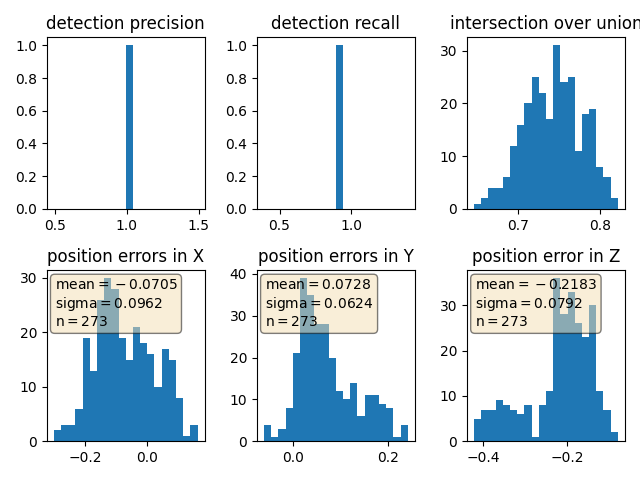 detection precision
detection recall
intersection over union
1.0
0.8
0.6
0.4
0.2
0.0
0.5
1.0
1.5
1.0
0.8
0.6
0.4
0.2
0.0
0.5
1.0
30
20
10
0
0.7
0.8
position errors in X
position errors in Y
position error in Z
mean = −0.0705
sigma = 0.0962
n = 273
30
20
10
0
−0.2
0.0
mean = 0.0728
sigma = 0.0624
n = 273
40
30
20
10
0
0.0
0.2
mean = −0.2183
sigma = 0.0792
n = 273
30
20
10
0
−0.4
−0.2